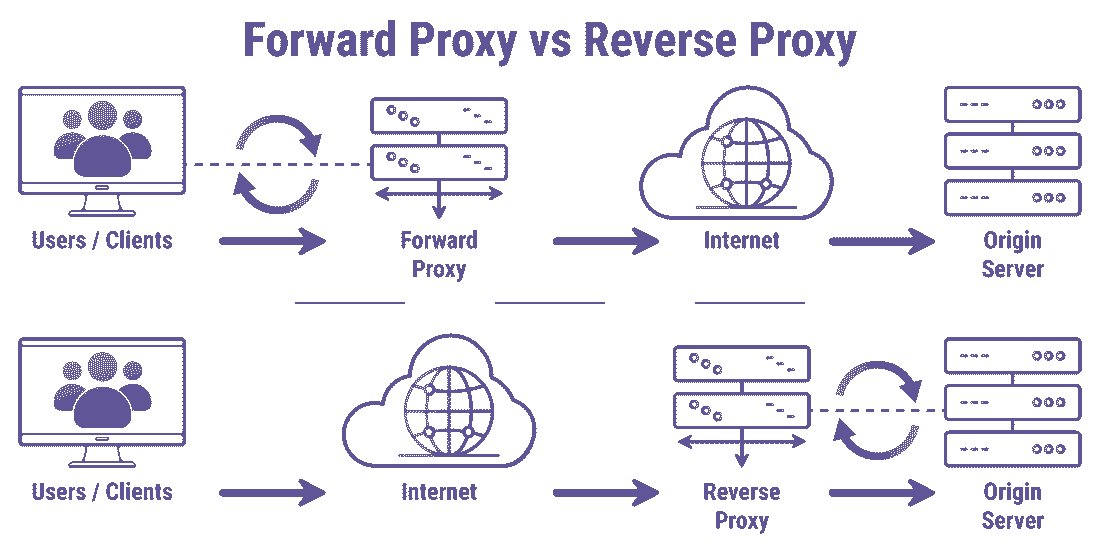 Forward Proxy vs Reverse Proxy
Users / Clients
Forward
Proxy
Internet
Origin
Server
Users / Clients
Internet
Reverse
Proxy
Origin
Server